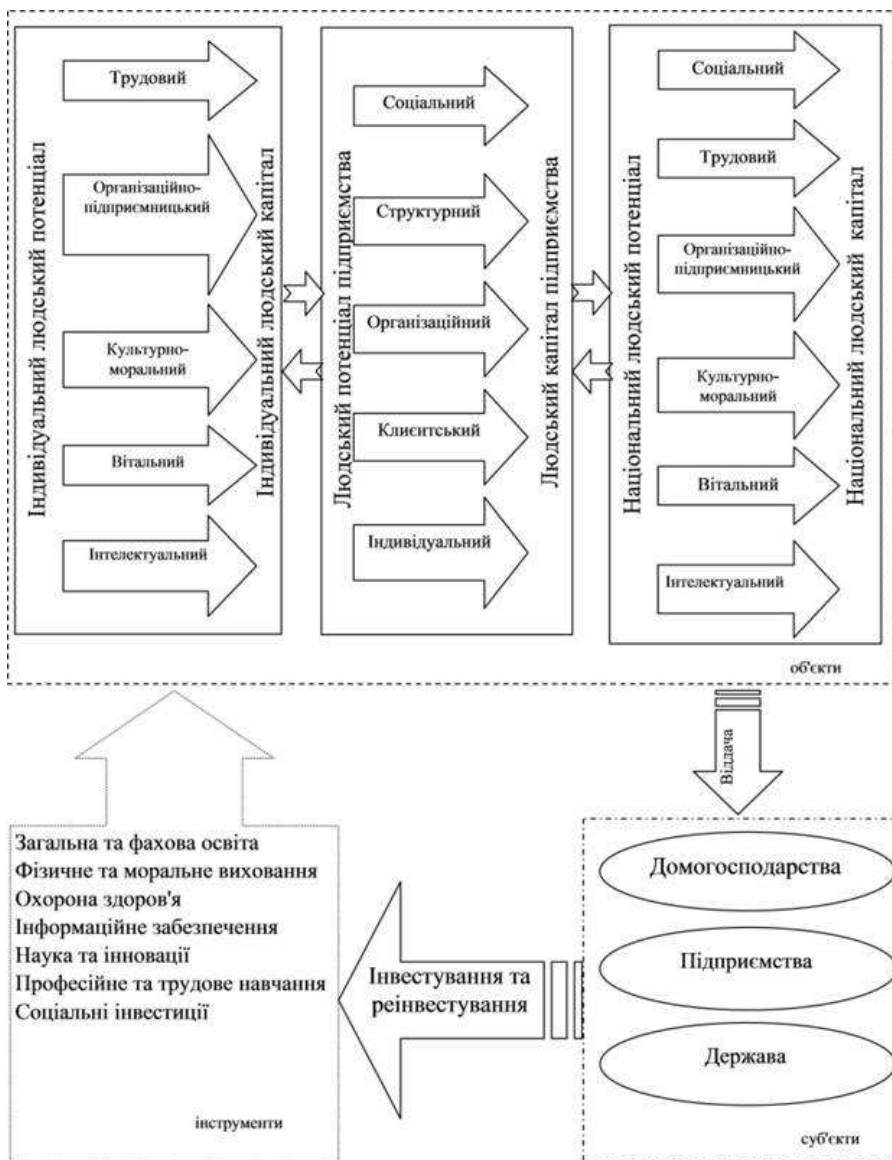 Індивідуальний людський потенціал
Трудовий
Організаційно-
підприємницький
Культурно-
моральний
Вітальний
Інтелектуальний
Індивідуальний людський капітал
Людський потенціал підприємства
Соціальний
Структурний
Організаційний
Клиєнтський
Індивідуальний
Людський капітал підприємства
Національний людський потенціал
Соціальний
Трудовий
Організаційно-
підприємницький
Культурно-
моральний
Вітальний
Інтелектуальний
Національний людський капітал
об'єкти
Віддача
Загальна та фахова освіта
Фізичне та моральне виховання
Охорона здоров'я
Інформаційне забезпечення
Наука та інновації
Професійне та трудове навчання
Соціальні інвестиції
інструменти
Інвестування та
реінвестування
Домогосподарства
Підприємства
Держава
суб'єкти